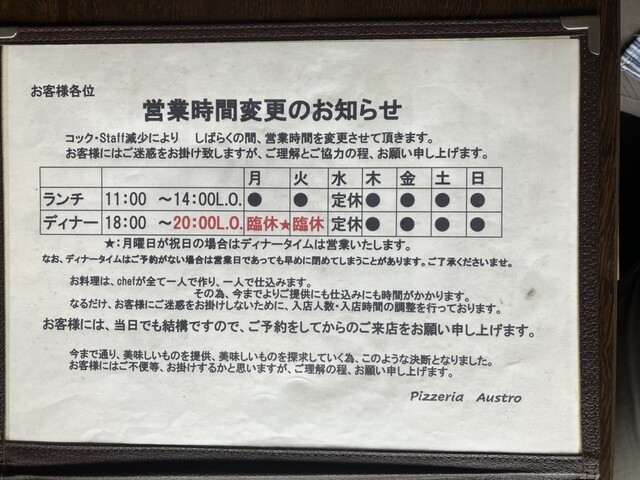 お客様各位
営業時間変更のお知らせ
コック・Staff減少により しばらくの間、営業時間を変更させて頂きます。
お客様にはご迷惑をお掛け致しますが、ご理解とご協力の程、お願い申し上げます。
月 火 水 木 金 土 日
ランチ 11:00 ～14:00L.O. ● ● 定休 ● ● ● ●
ディナー 18:00 ～20:00L.O. 臨休★臨休 定休 ● ● ● ●
★:月曜日が祝日の場合はディナータイムは営業いたします。
なお、ディナータイムはご予約がない場合は営業日であっても早めに閉めてしまうことがあります。ご了承くださいませ。
お料理は、chefが全て一人で作り、一人で仕込みます。
その為、今までよりご提供にも仕込みにも時間がかかります。
なるだけ、お客様にご迷惑をお掛けしないために、入店人数・入店時間の調整を行っております。
お客様には、当日でも結構ですので、ご予約をしてからのご来店をお願い申し上げます。
今まで通り、美味しいものを提供、美味しいものを探求していく為、このような決断となりました。
お客様にはご不便等、お掛けするかと思いますが、ご理解の程、お願い申し上げます。
Pizzeria Austro